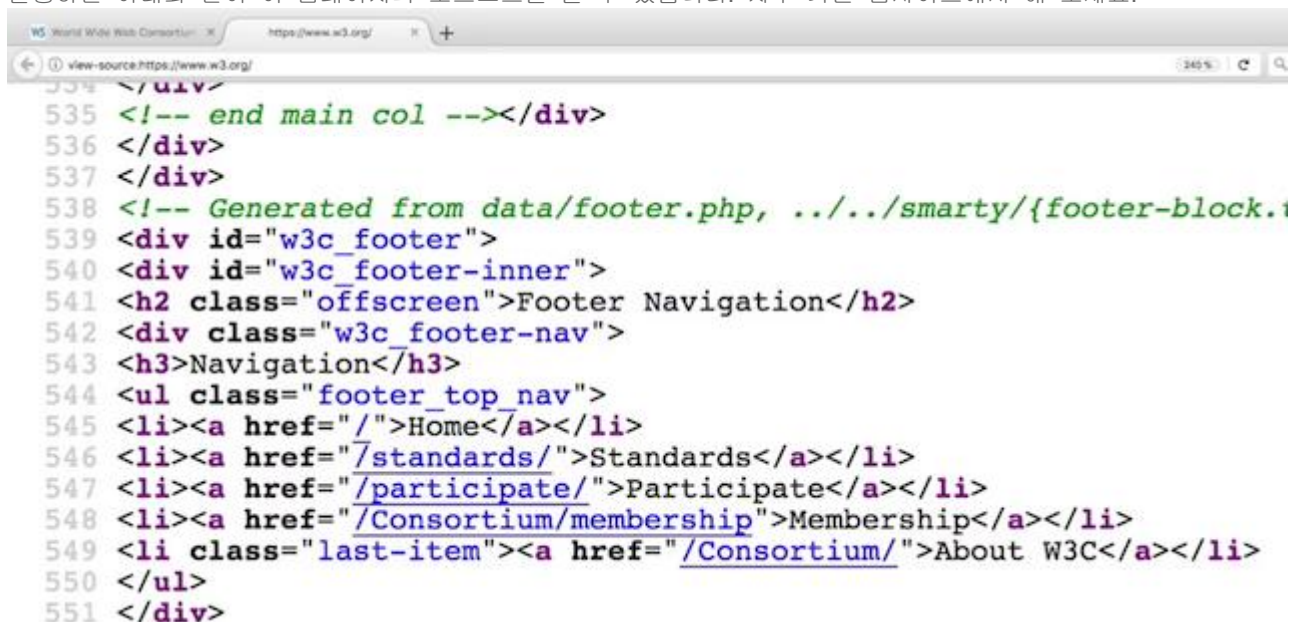 World Wide Web Consortium https://www.w3.org/
view-source:https://www.w3.org/ 240 %
534 </div>
535 <!-- end main col --></div>
536 </div>
537 </div>
538 <!-- Generated from data/footer.php, ../../smarty/{footer-block.t
539 <div id="w3c_footer">
540 <div id="w3c_footer-inner">
541 <h2 class="offscreen">Footer Navigation</h2>
542 <div class="w3c_footer-nav">
543 <h3>Navigation</h3>
544 <ul class="footer_top_nav">
545 <li><a href="/">Home</a></li>
546 <li><a href="/standards/">Standards</a></li>
547 <li><a href="/participate/">Participate</a></li>
548 <li><a href="/Consortium/membership">Membership</a></li>
549 <li class="last-item"><a href="/Consortium/">About W3C</a></li>
550 </ul>
551 </div>